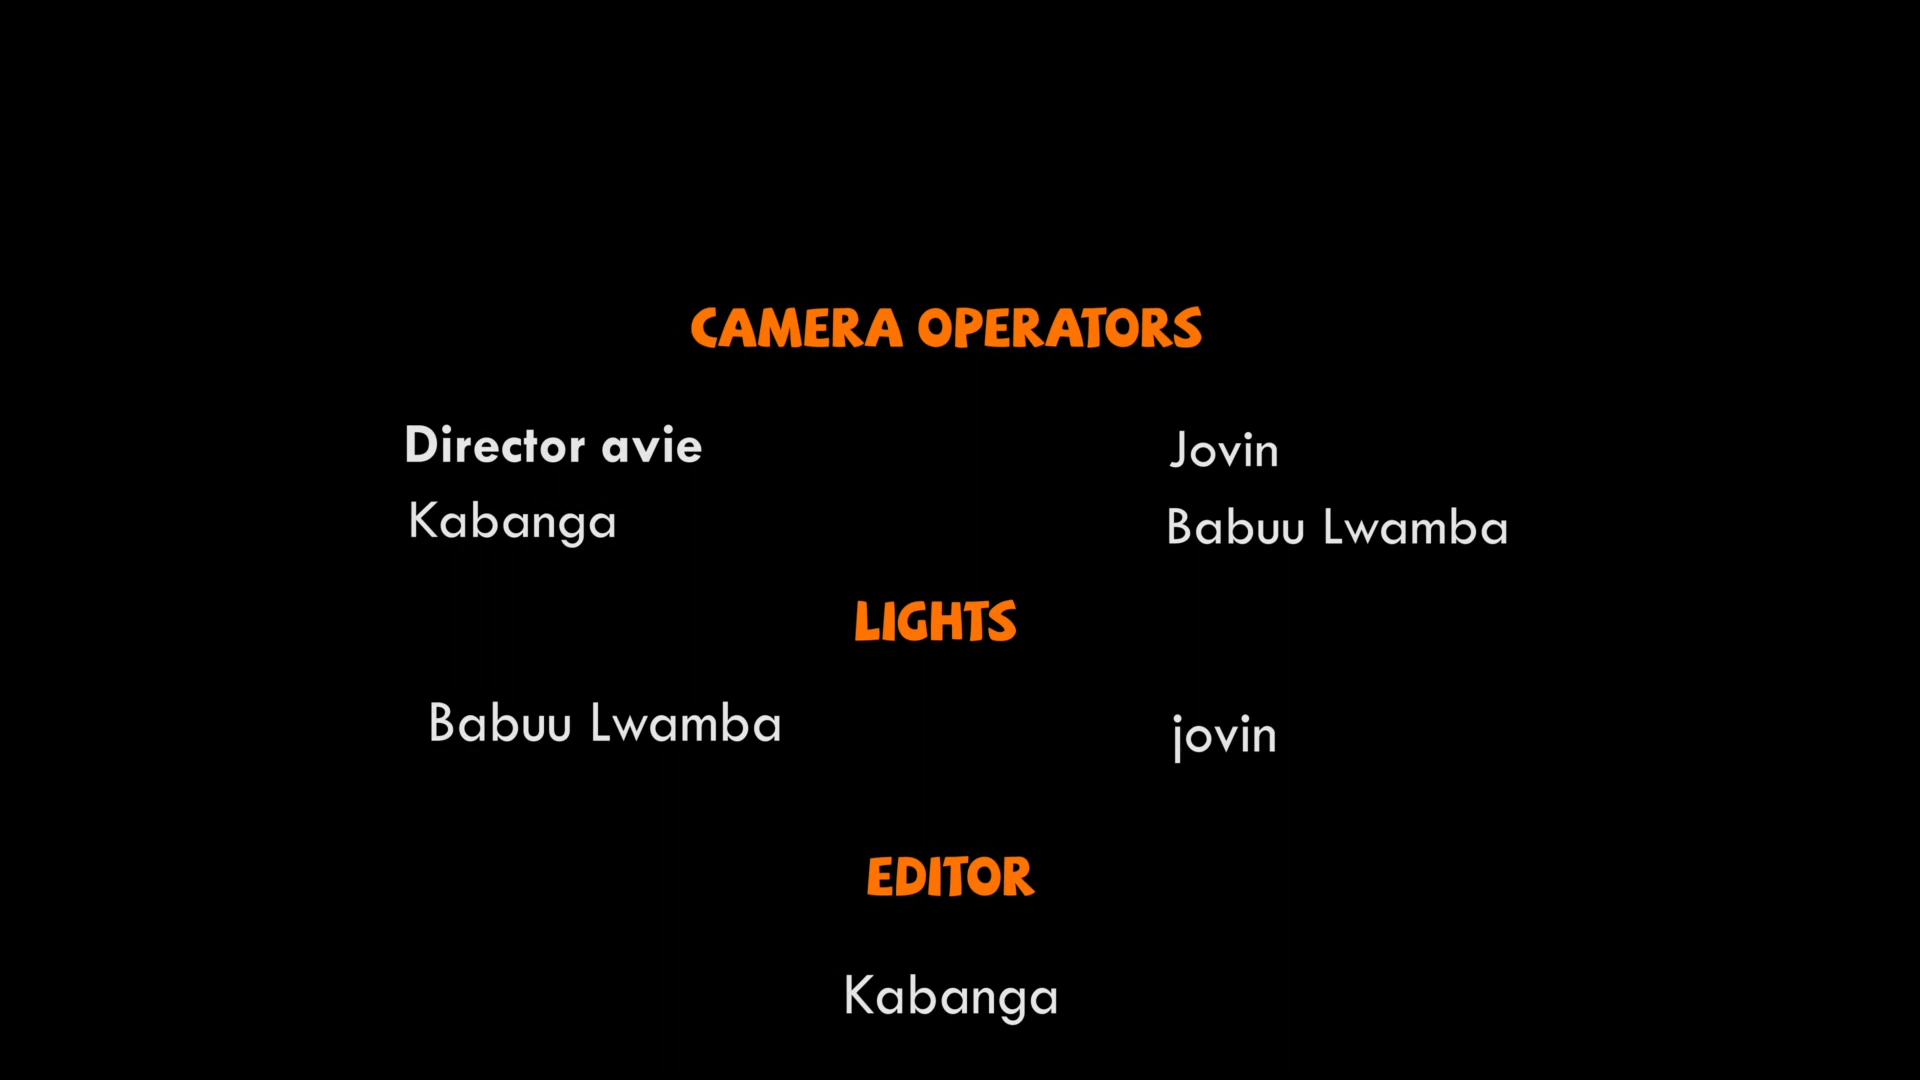 CAMERA OPERATORS
Director avie
Jovin
Kabanga
Babuu Lwamba
LIGHTS
Babuu Lwamba
jovin
EDITOR
Kabanga